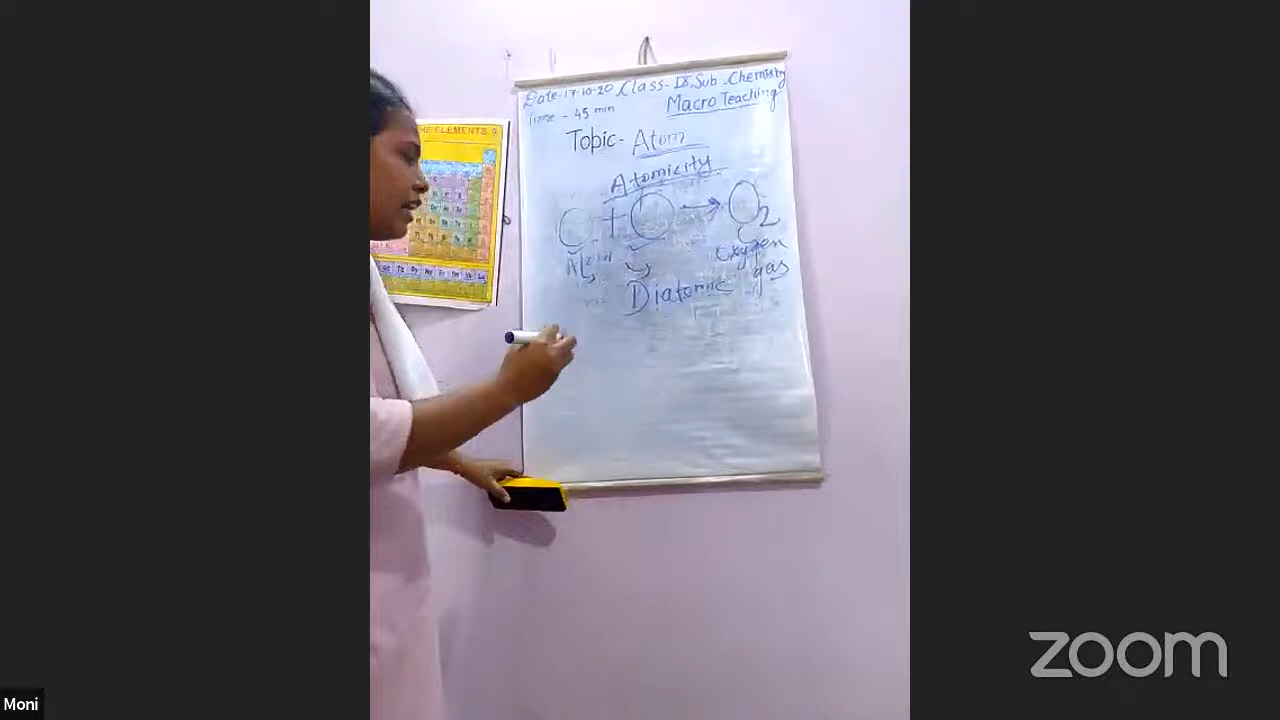 Date-17-10-20 Class-IX, Sub-Chemistry
Time - 45 min Macro Teaching
Topic- Atom
Atomicity
O + O → O2
Oxygen
gas
Diatomic
HE ELEMENTS
Moni
zoom